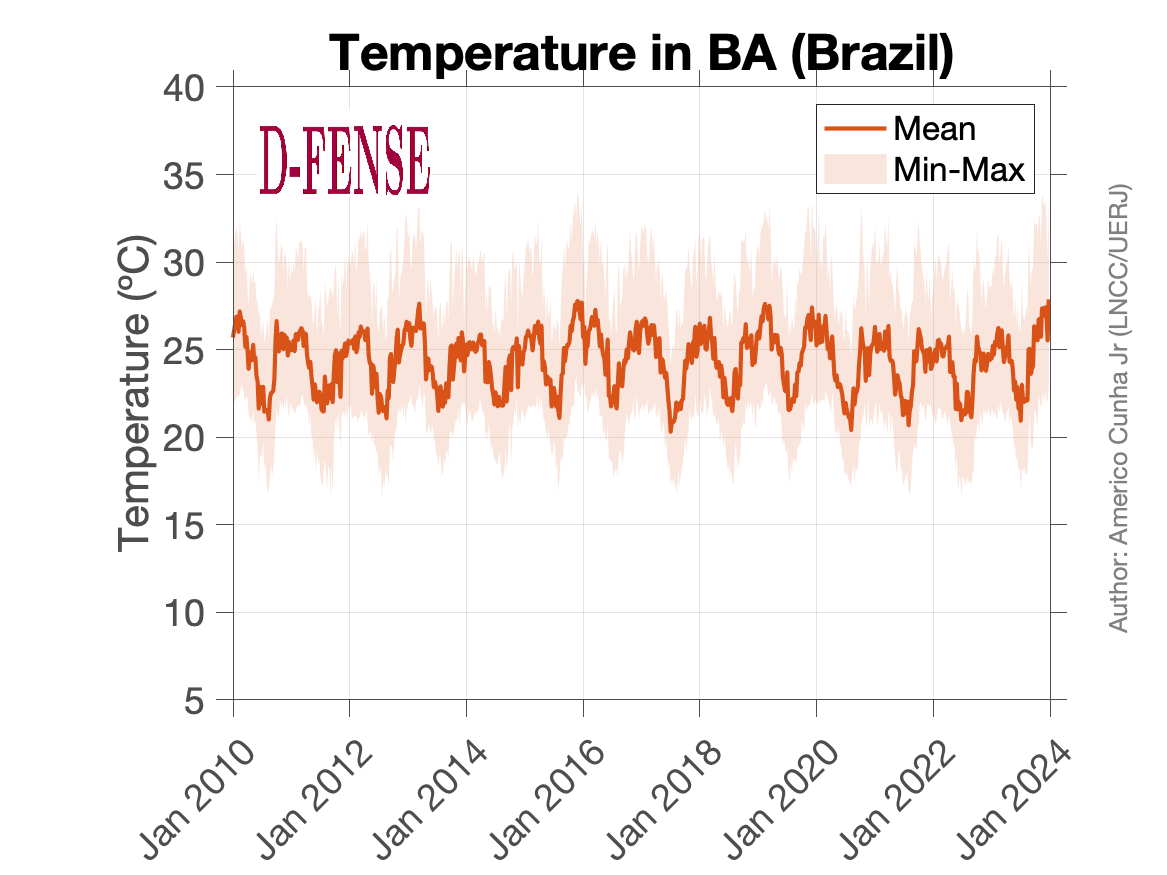 Temperature in BA (Brazil)
D-FENSE
Mean
Min-Max
Temperature (ºC)
40
35
30
25
20
15
10
5
Jan 2010
Jan 2012
Jan 2014
Jan 2016
Jan 2018
Jan 2020
Jan 2022
Jan 2024
Author: Americo Cunha Jr (LNCC/UERJ)